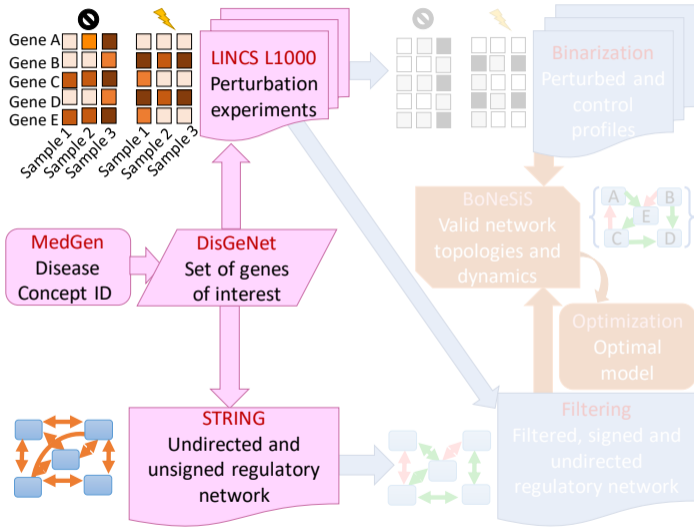 Gene A
Gene B
Gene C
Gene D
Gene E
Sample 1
Sample 2
Sample 3
Sample 1
Sample 2
Sample 3
LINCS L1000
Perturbation
experiments
Binarization
Perturbed and
control
profiles
BoNeSiS
Valid network
topologies and
dynamics
A
B
E
C
D
MedGen
Disease
Concept ID
DisGeNet
Set of genes
of interest
Optimization
Optimal
model
STRING
Undirected and
unsigned regulatory
network
Filtering
Filtered, signed and
undirected
regulatory network